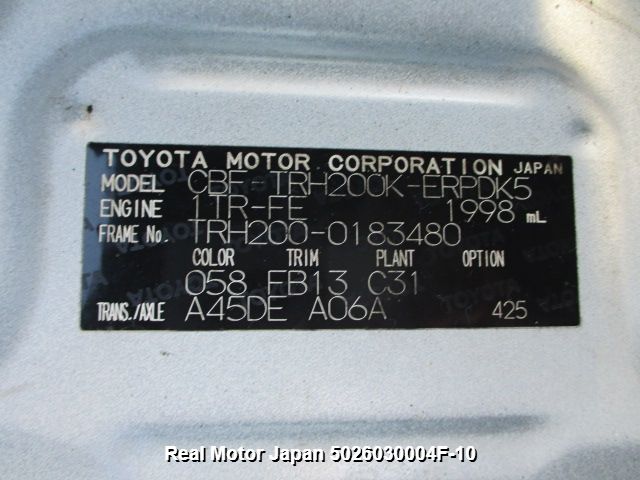 TOYOTA MOTOR CORPORATION JAPAN
MODEL CBF-TRH200K-ERPDK5
ENGINE 1TR-FE 1998 mL
FRAME No. TRH200-0183480
COLOR TRIM PLANT OPTION
058 FB13 C31
TRANS./AXLE A45DE A06A 425
Real Motor Japan 5026030004F-10